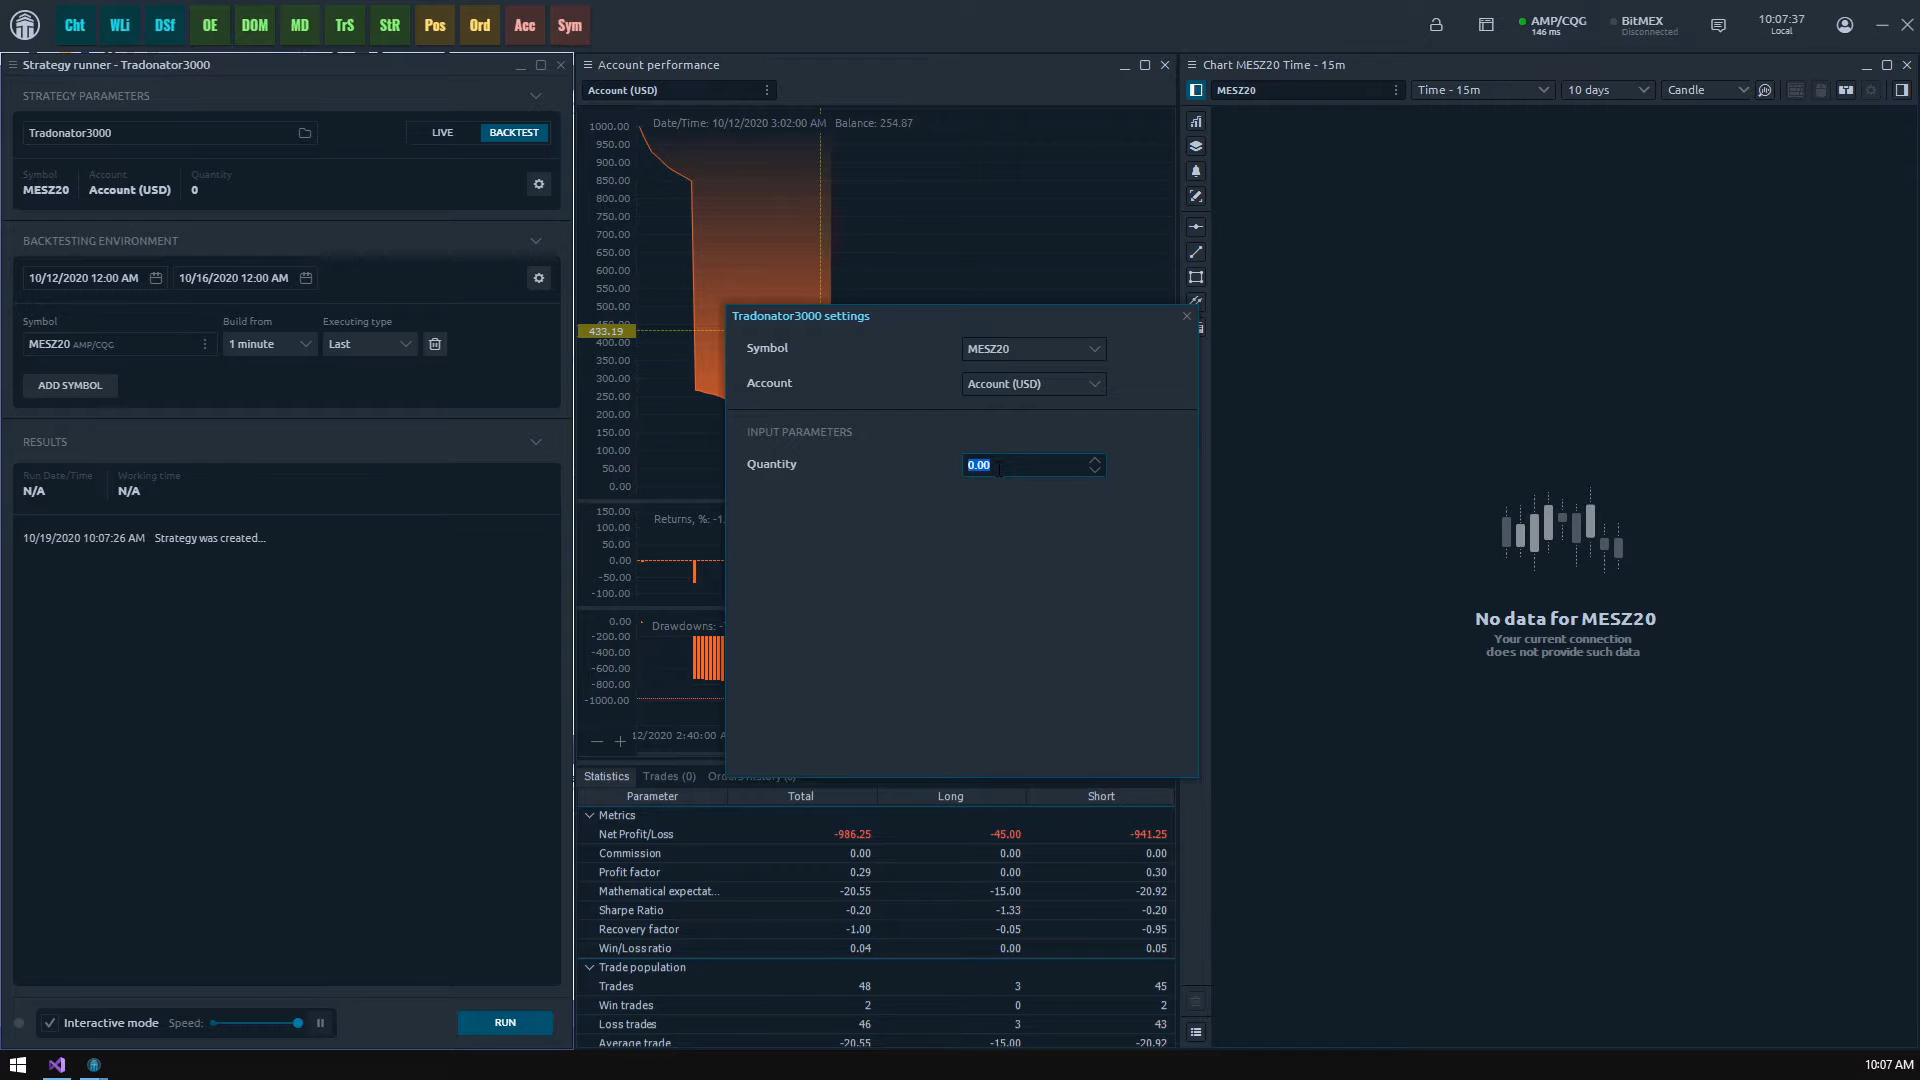 Cht WLi DSf OE DOM MD TrS StR Pos Ord Acc Sym
AMP/CQG
146 ms
BitMEX
Disconnected
10:07:37
Local
Strategy runner - Tradonator3000
STRATEGY PARAMETERS
Tradonator3000
LIVE BACKTEST
Symbol Account Quantity
MESZ20 Account (USD) 0
BACKTESTING ENVIRONMENT
10/12/2020 12:00 AM 10/16/2020 12:00 AM
Symbol Build from Executing type
MESZ20 AMP/CQG 1 minute Last
ADD SYMBOL
RESULTS
Run Date/Time Working time
N/A N/A
10/19/2020 10:07:26 AM Strategy was created...
Interactive mode Speed: RUN
Account performance
Account (USD)
Date/Time: 10/12/2020 3:02:00 AM Balance: 254.87
1000.00
950.00
900.00
850.00
800.00
750.00
700.00
650.00
600.00
550.00
500.00
433.19
400.00
350.00
300.00
250.00
200.00
150.00
100.00
50.00
0.00
150.00
100.00
50.00
0.00
-50.00
-100.00
Returns, %:
0.00
-200.00
-400.00
-600.00
-800.00
-1000.00
Drawdowns:
12/2020 2:40:00
Tradonator3000 settings
Symbol MESZ20
Account Account (USD)
INPUT PARAMETERS
Quantity 0.00
Statistics Trades (0)
Parameter Total Long Short
Metrics
Net Profit/Loss -986.25 -45.00 -941.25
Commission 0.00 0.00 0.00
Profit factor 0.29 0.00 0.30
Mathematical expectat... -20.55 -15.00 -20.92
Sharpe Ratio -0.20 -1.33 -0.20
Recovery factor -1.00 -0.05 -0.95
Win/Loss ratio 0.04 0.00 0.05
Trade population
Trades 48 3 45
Win trades 2 0 2
Loss trades 46 3 43
Average trade -20.55 -15.00 -20.92
Chart MESZ20 Time - 15m
MESZ20 Time - 15m 10 days Candle
No data for MESZ20
Your current connection
does not provide such data
10:07 AM